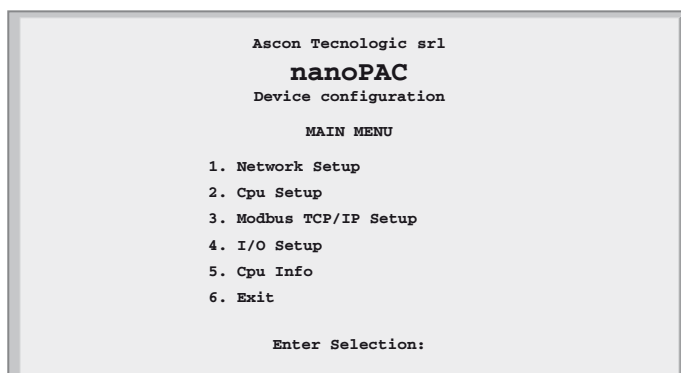 Ascon Tecnologic srl
nanoPAC
Device configuration
MAIN MENU
1. Network Setup
2. Cpu Setup
3. Modbus TCP/IP Setup
4. I/O Setup
5. Cpu Info
6. Exit
Enter Selection: